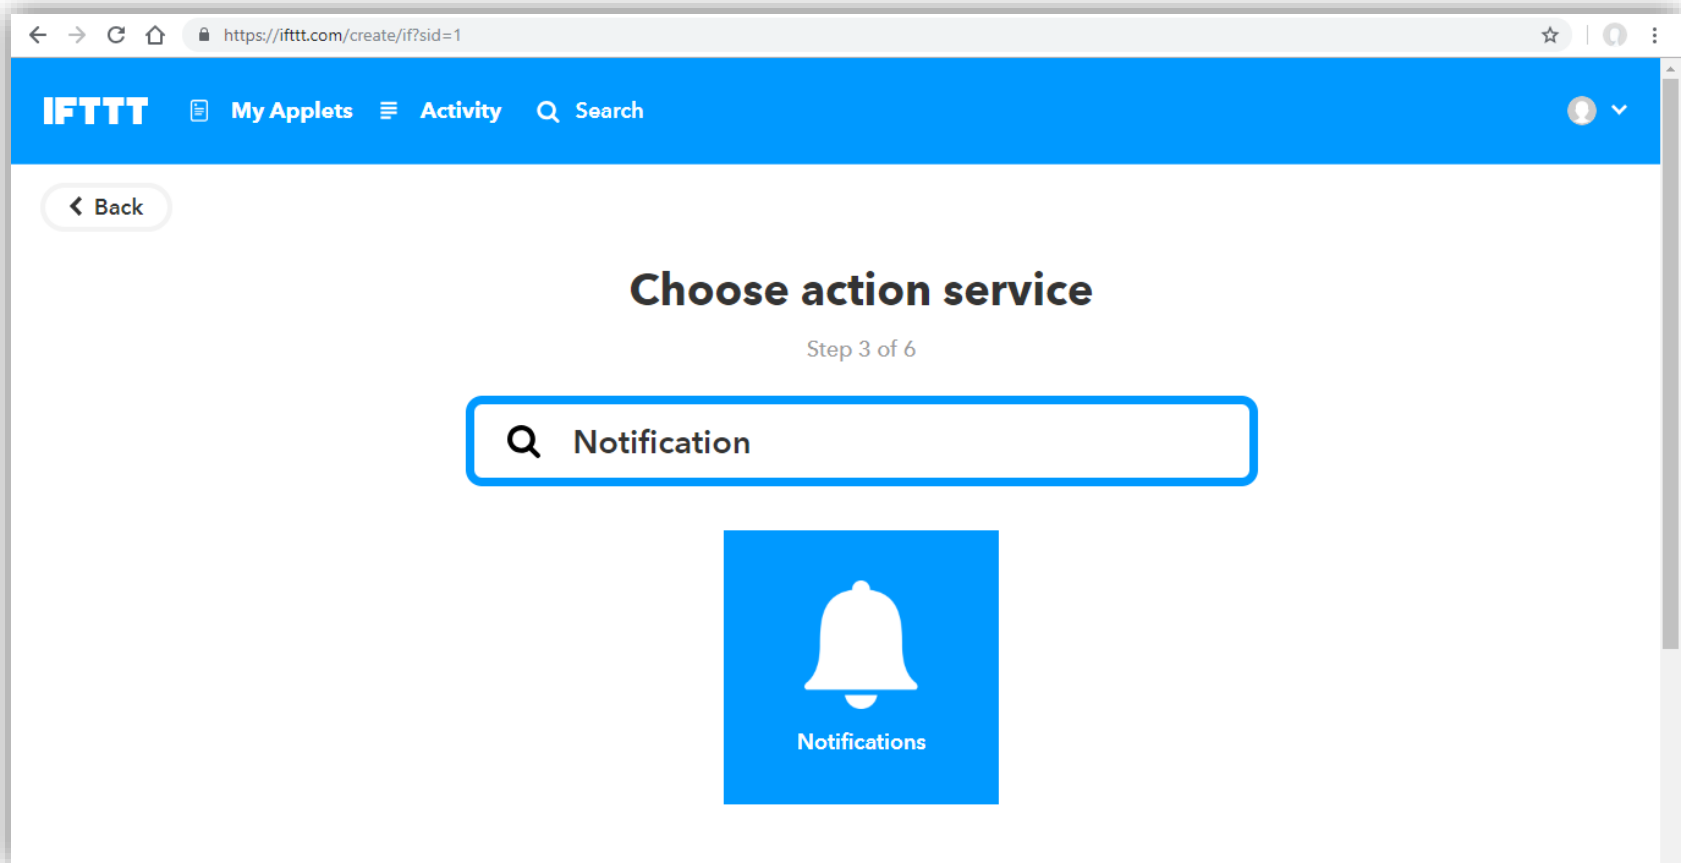 https://ifttt.com/create/if?sid=1
IFTTT My Applets Activity Search
Back
Choose action service
Step 3 of 6
Notification
Notifications